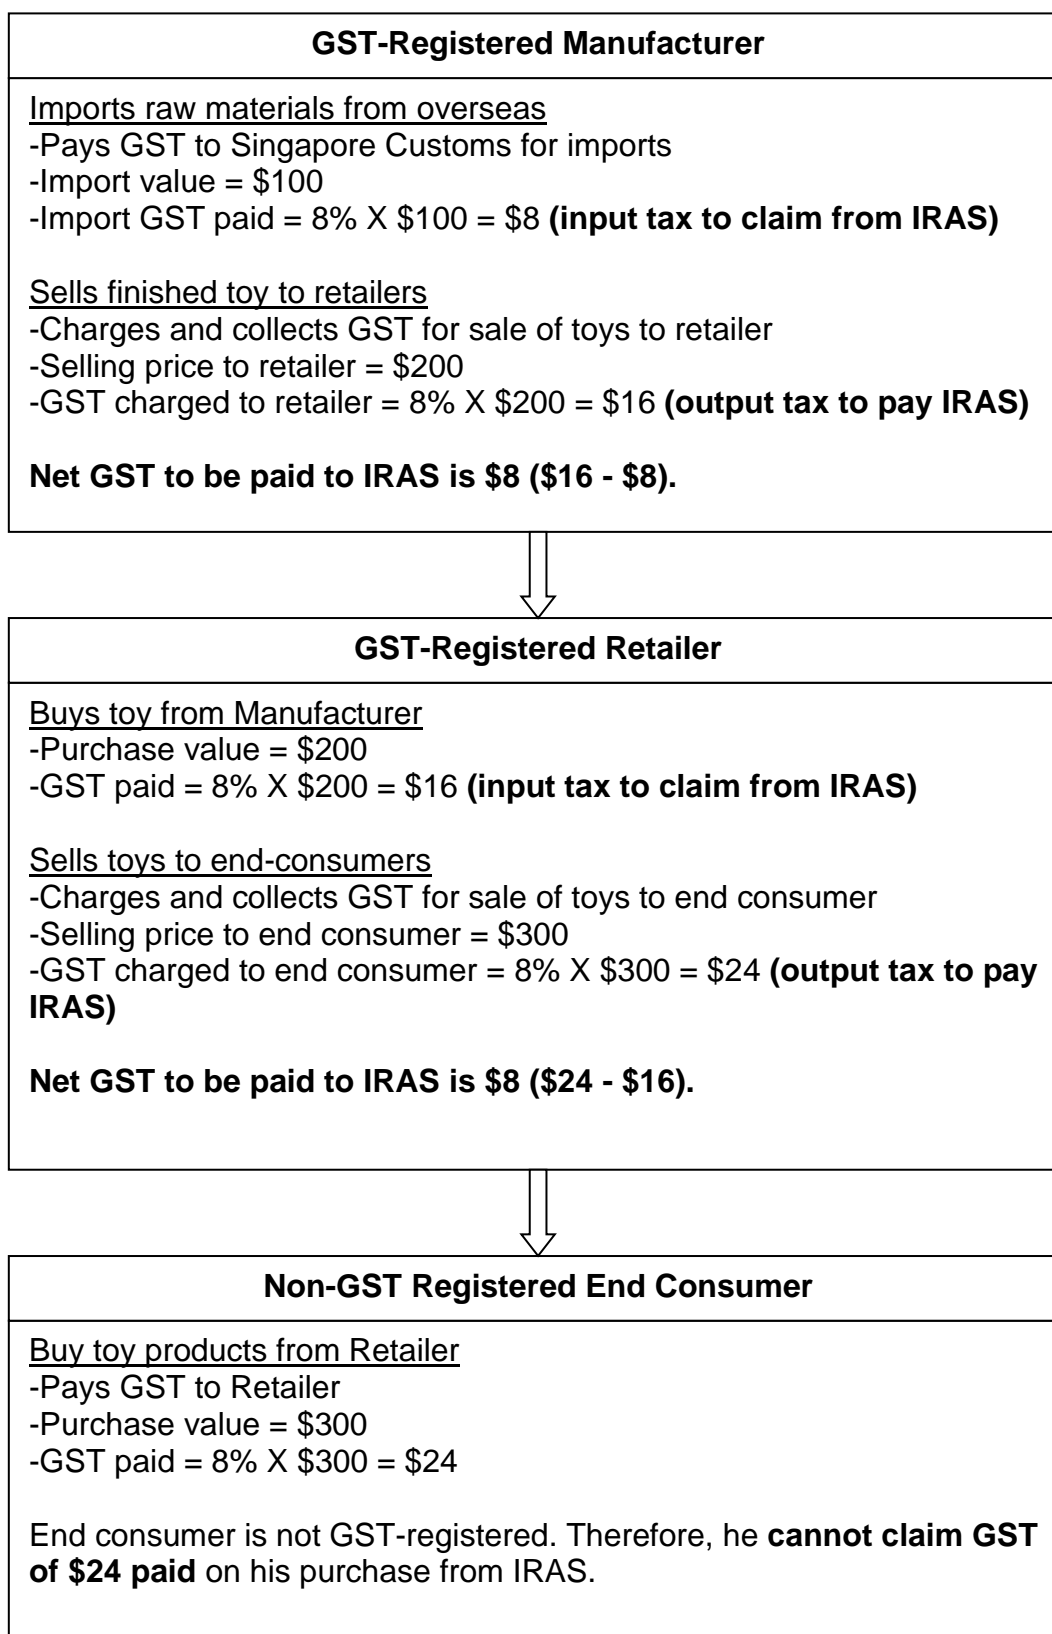 GST-Registered Manufacturer
Imports raw materials from overseas
-Pays GST to Singapore Customs for imports
-Import value = $100
-Import GST paid = 8% X $100 = $8 (input tax to claim from IRAS)
Sells finished toy to retailers
-Charges and collects GST for sale of toys to retailer
-Selling price to retailer = $200
-GST charged to retailer = 8% X $200 = $16 (output tax to pay IRAS)
Net GST to be paid to IRAS is $8 ($16 - $8).
GST-Registered Retailer
Buys toy from Manufacturer
-Purchase value = $200
-GST paid = 8% X $200 = $16 (input tax to claim from IRAS)
Sells toys to end-consumers
-Charges and collects GST for sale of toys to end consumer
-Selling price to end consumer = $300
-GST charged to end consumer = 8% X $300 = $24 (output tax to pay
IRAS)
Net GST to be paid to IRAS is $8 ($24 - $16).
Non-GST Registered End Consumer
Buy toy products from Retailer
-Pays GST to Retailer
-Purchase value = $300
-GST paid = 8% X $300 = $24
End consumer is not GST-registered. Therefore, he cannot claim GST
of $24 paid on his purchase from IRAS.